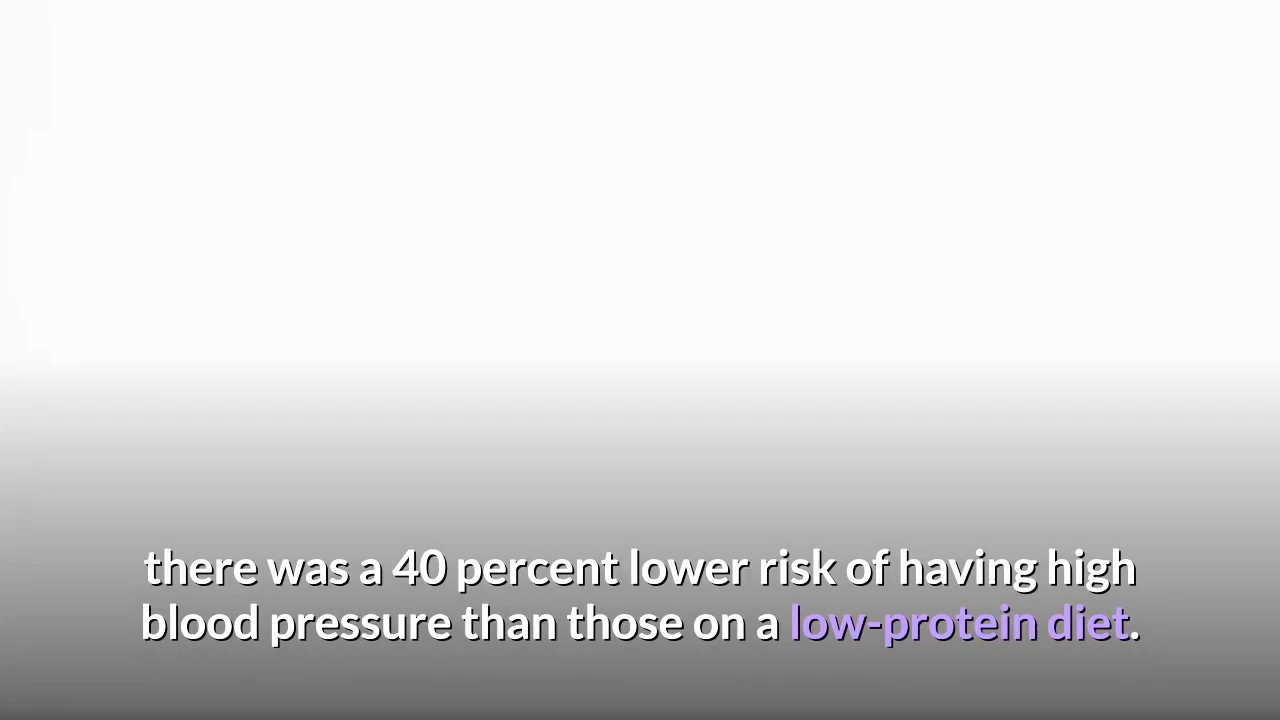 there was a 40 percent lower risk of having high
blood pressure than those on a low-protein diet.